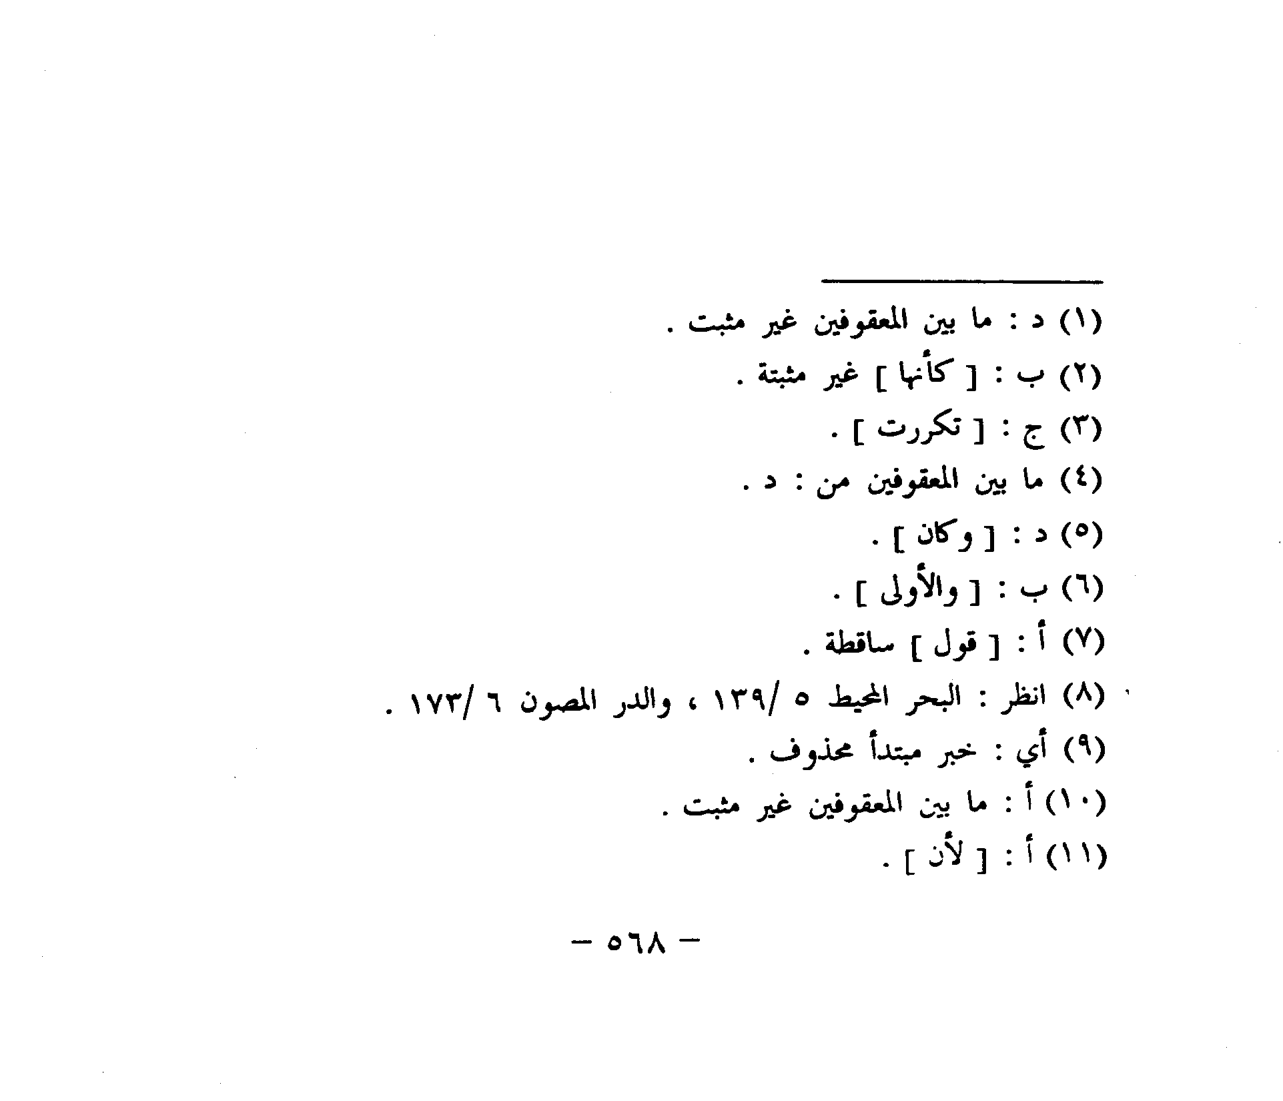 (١) د : ما بين المعقوفين غير مثبت .
(٢) ب : [ كأنها ] غير مثبتة .
(٣) ج : [ تكررت ] .
(٤) ما بين المعقوفين من : د .
(٥) د : [ وكان ] .
(٦) ب : [ والأولى ] .
(٧) أ : [ قول ] ساقطة .
(٨) انظر : البحر المحيط ٥ /١٣٩ ، والدر المصون ٦ /١٧٣ .
(٩) أي : خبر مبتدأ محذوف .
(١٠) أ : ما بين المعقوفين غير مثبت .
(١١) أ : [ لأن ] .
– ٥٦٨ –